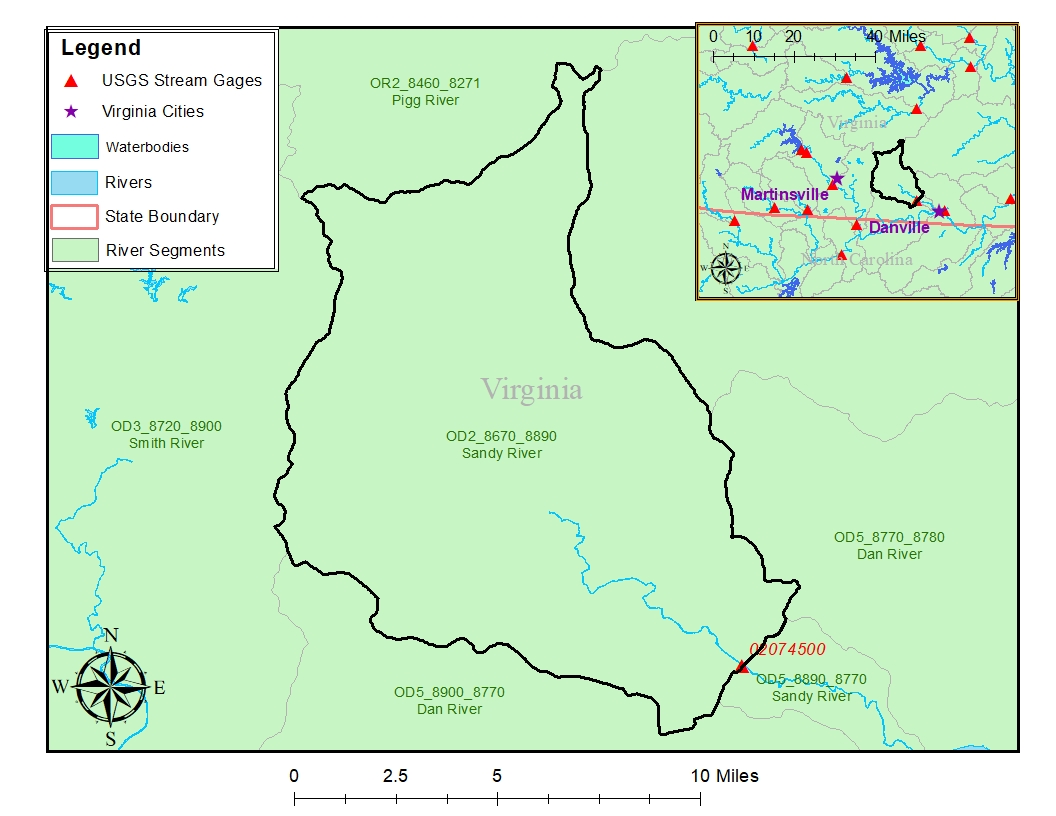 Legend
USGS Stream Gages
Virginia Cities
Waterbodies
Rivers
State Boundary
River Segments
OR2_8460_8271
Pigg River
0 10 20 40 Miles
Virginia
Martinsville
Danville
North Carolina
N
W E
S
Virginia
OD3_8720_8900
Smith River
OD2_8670_8890
Sandy River
OD5_8770_8780
Dan River
02074500
OD5_8890_8770
Sandy River
OD5_8900_8770
Dan River
N
W E
S
0 2.5 5 10 Miles